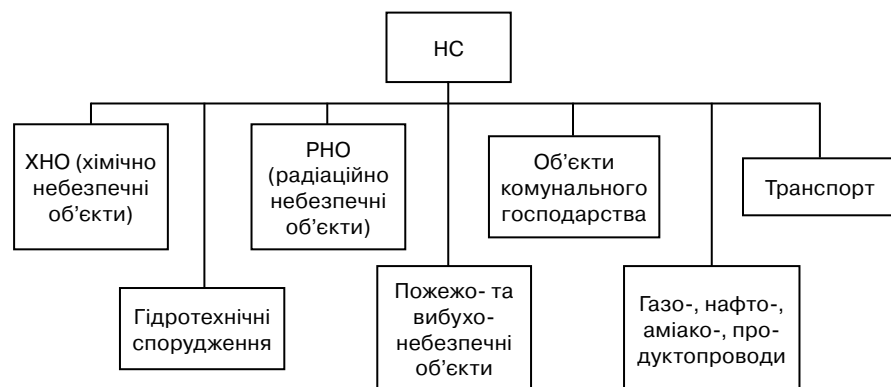 НС
ХНО (хімічно
небезпечні
об’єкти)
РНО
(радіаційно
небезпечні
об’єкти)
Об’єкти
комунального
господарства
Транспорт
Гідротехнічні
спорудження
Пожежо- та
вибухо-
небезпечні
об’єкти
Газо-, нафто-,
аміако-, про-
дуктопроводи